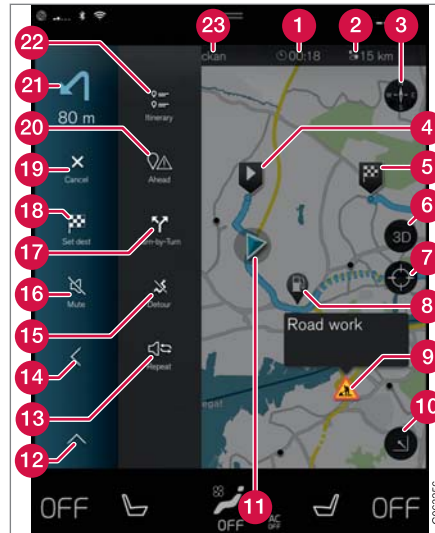 23
1
2
3
22
ckan
00:18
15 km
21
80 m
Itinerary
4
20
5
19
Cancel
Ahead
6
18
3D
Set dest
17
Turn-by-Turn
7
16
Mute
15
Detour
8
Road work
14
9
13
Repeat
10
12
11
OFF
OFF
AC
OFF
OFF